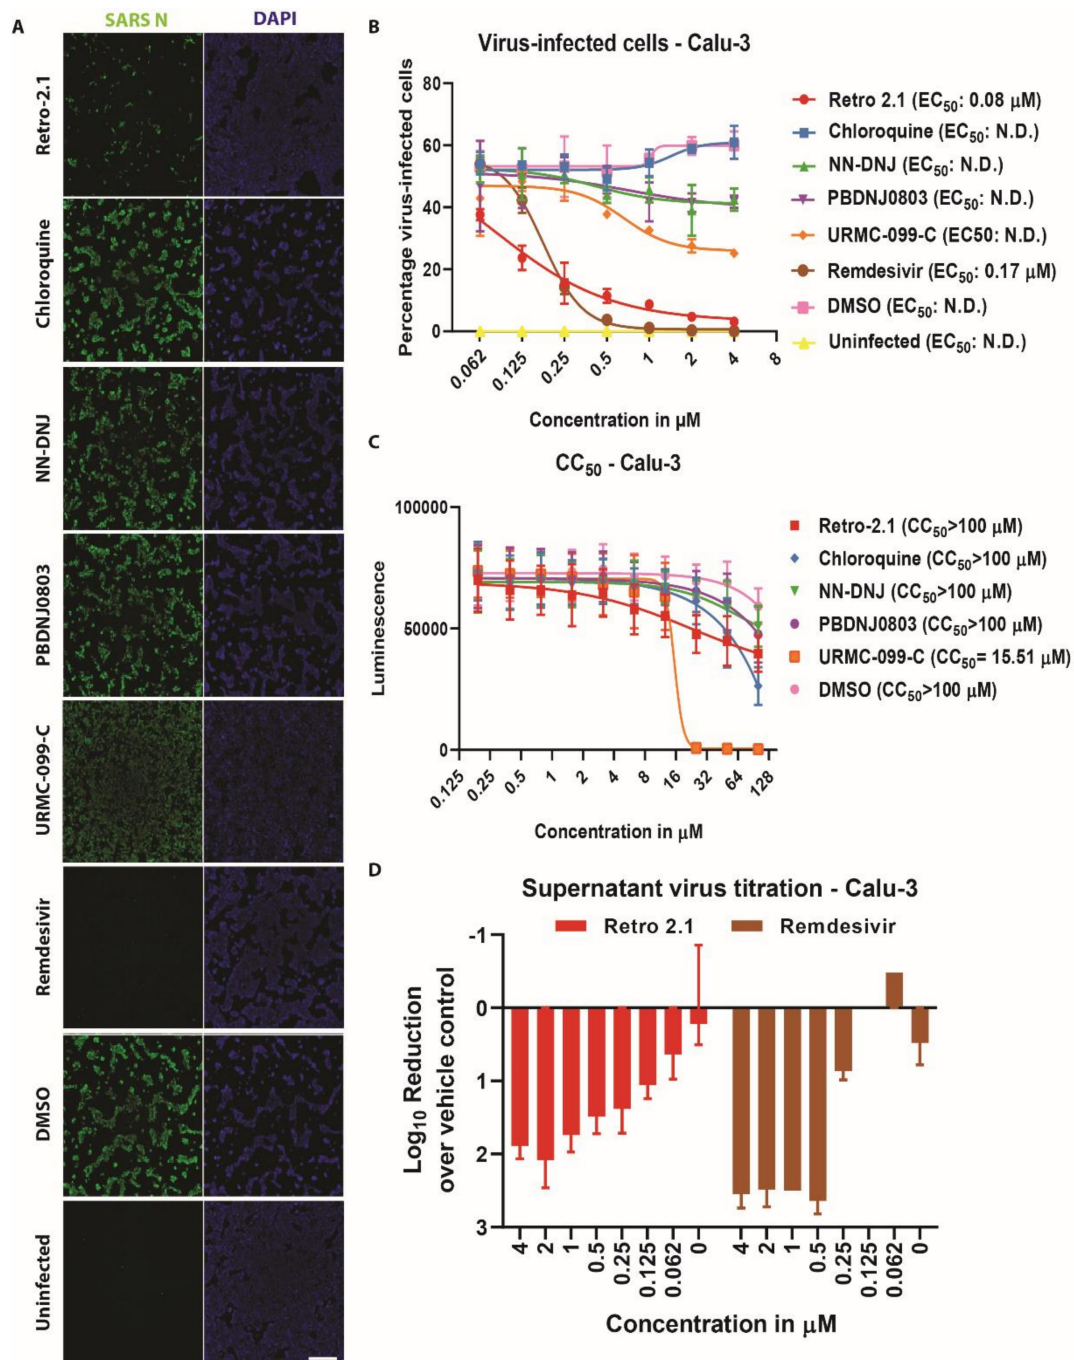 A
SARS N
DAPI
Retro-2.1
Chloroquine
NN-DNJ
PBDNJ0803
URMC-099-C
Remdesivir
DMSO
Uninfected
B
Virus-infected cells - Calu-3
Percentage virus-infected cells
80
60
40
20
0
0.062
0.125
0.25
0.5
1
2
4
8
Concentration in µM
Retro 2.1 (EC50: 0.08 µM)
Chloroquine (EC50: N.D.)
NN-DNJ (EC50: N.D.)
PBDNJ0803 (EC50: N.D.)
URMC-099-C (EC50: N.D.)
Remdesivir (EC50: 0.17 µM)
DMSO (EC50: N.D.)
Uninfected (EC50: N.D.)
C
CC50 - Calu-3
Luminescence
100000
50000
0
0.125
0.25
0.5
1
2
4
8
16
32
64
128
Concentration in µM
Retro-2.1 (CC50>100 µM)
Chloroquine (CC50>100 µM)
NN-DNJ (CC50>100 µM)
PBDNJ0803 (CC50>100 µM)
URMC-099-C (CC50= 15.51 µM)
DMSO (CC50>100 µM)
D
Supernatant virus titration - Calu-3
Retro 2.1
Remdesivir
Log10 Reduction
over vehicle control
-1
0
1
2
3
4
2
1
0.5
0.25
0.125
0.062
0
4
2
1
0.5
0.25
0.125
0.062
0
Concentration in µM